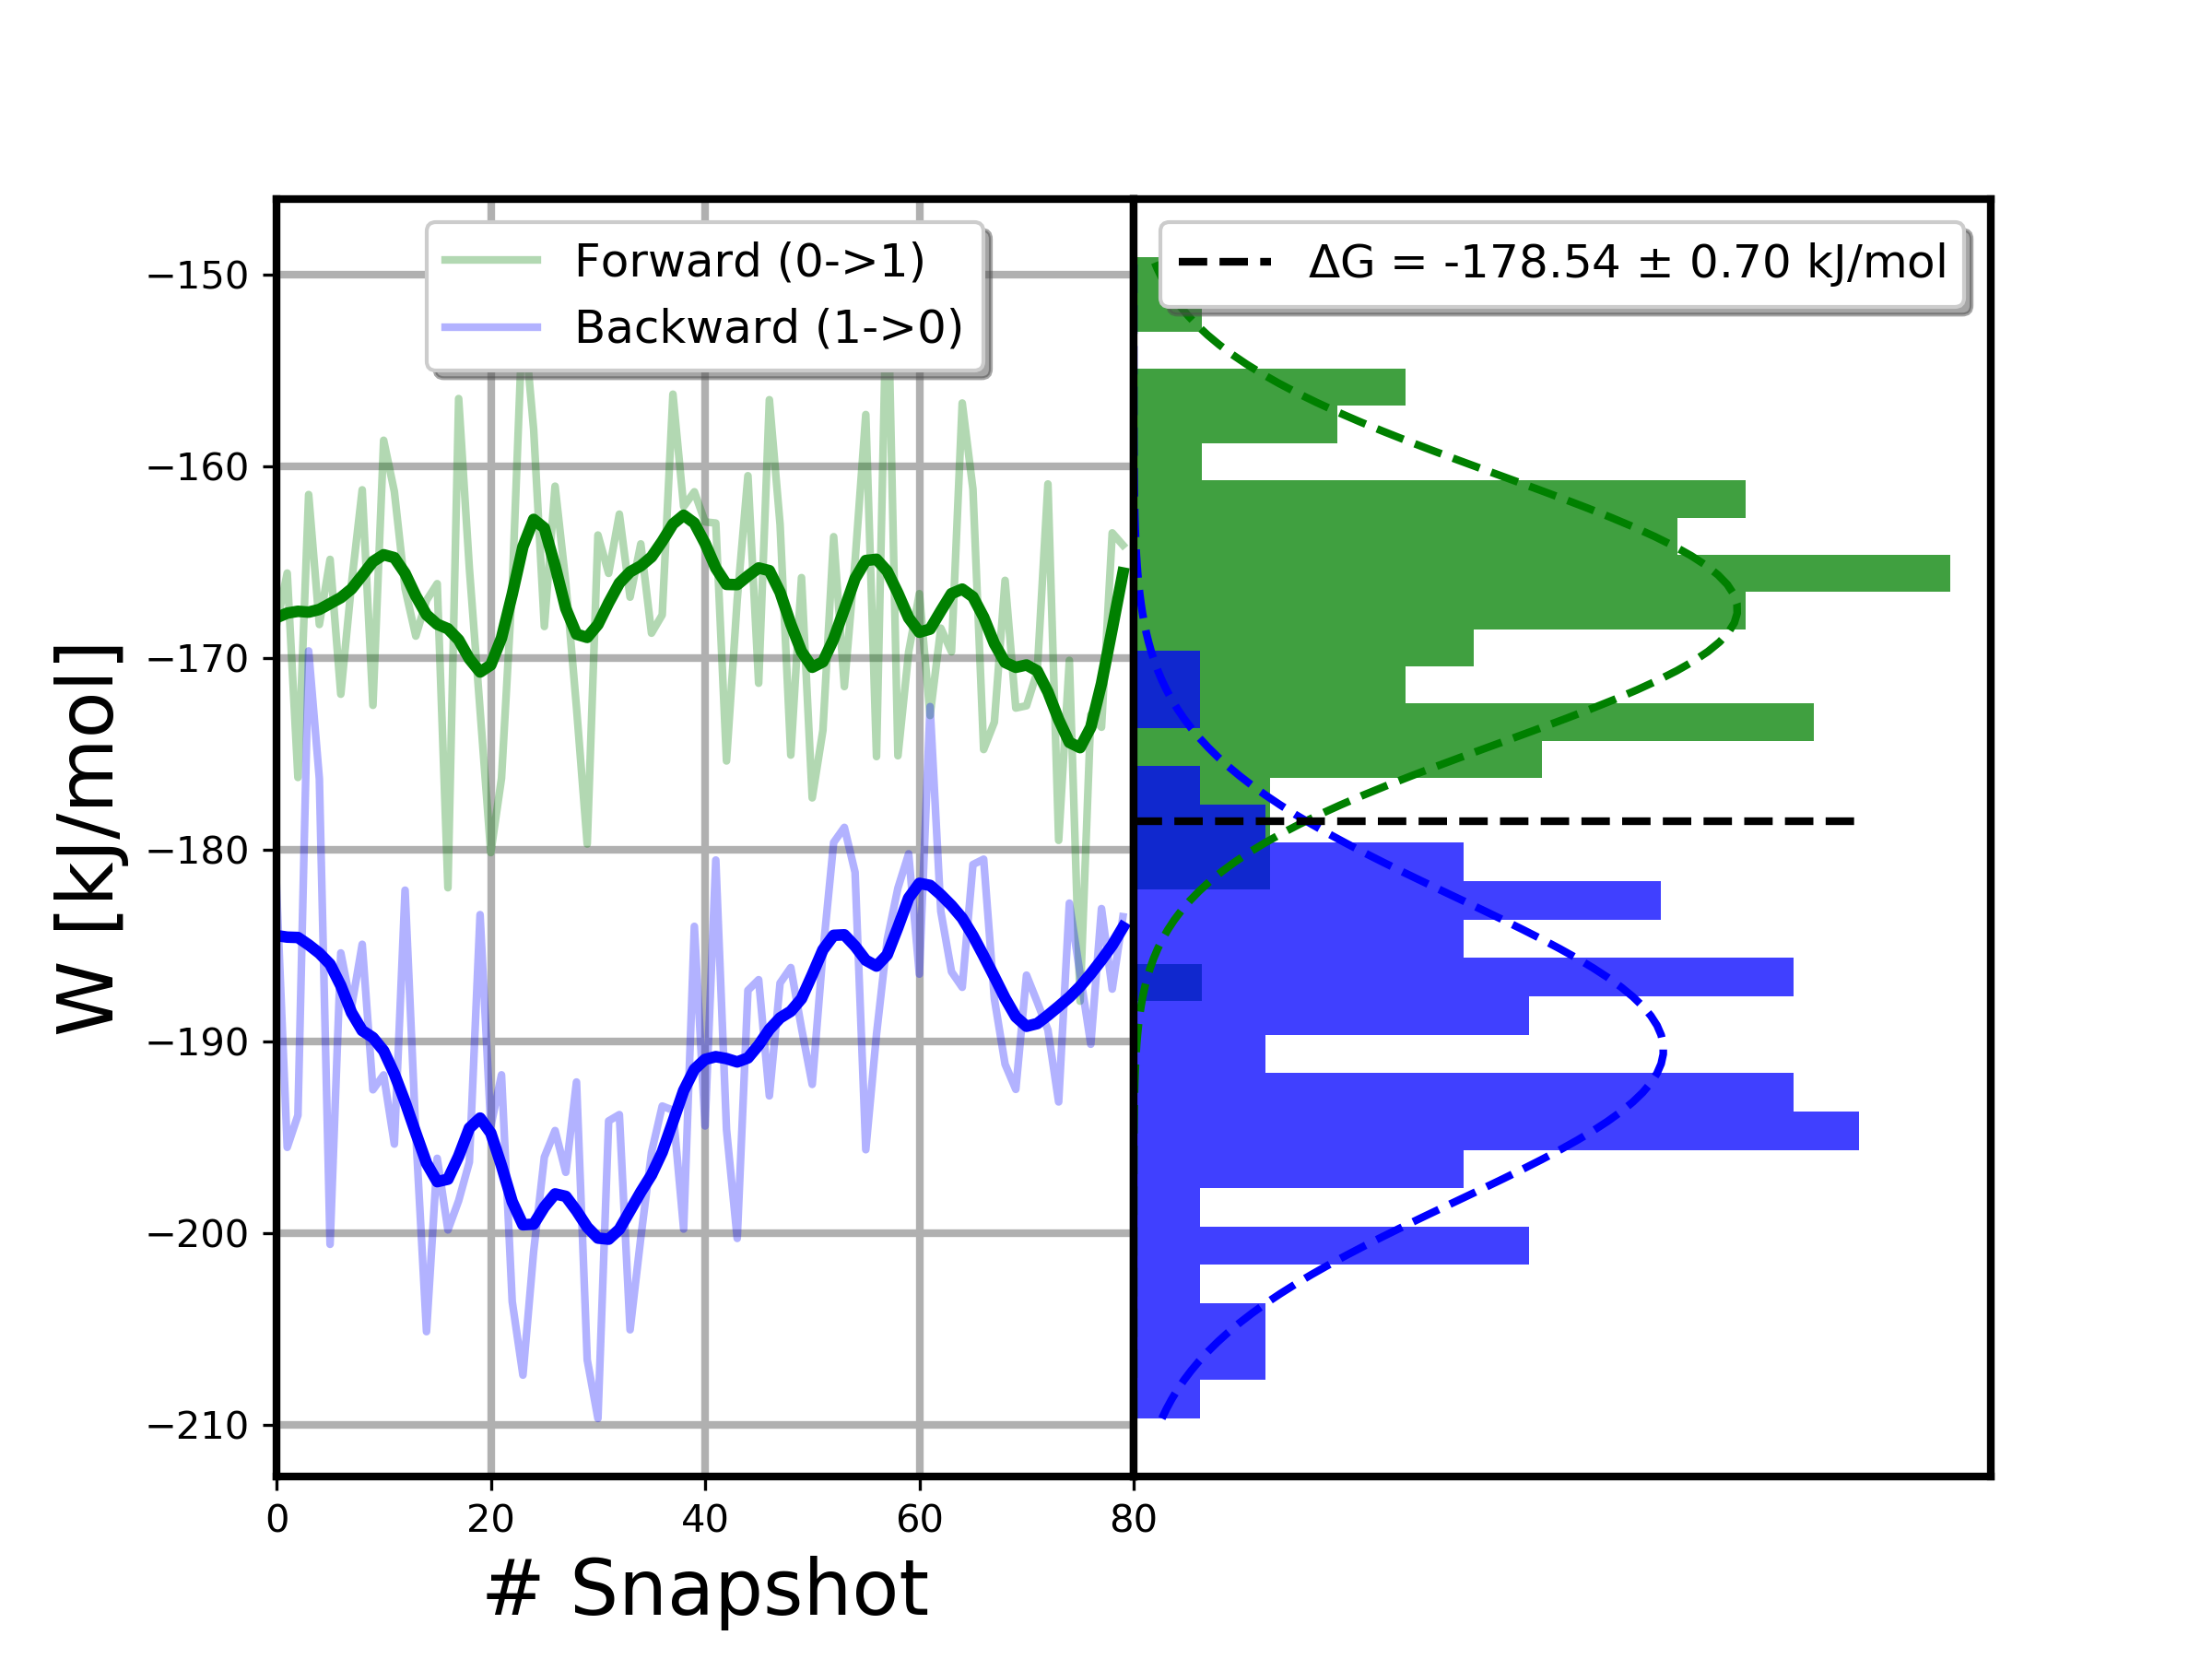 Forward (0->1)
Backward (1->0)
ΔG = -178.54 ± 0.70 kJ/mol
W [kJ/mol]
−150
−160
−170
−180
−190
−200
−210
0 20 40 60 80
# Snapshot